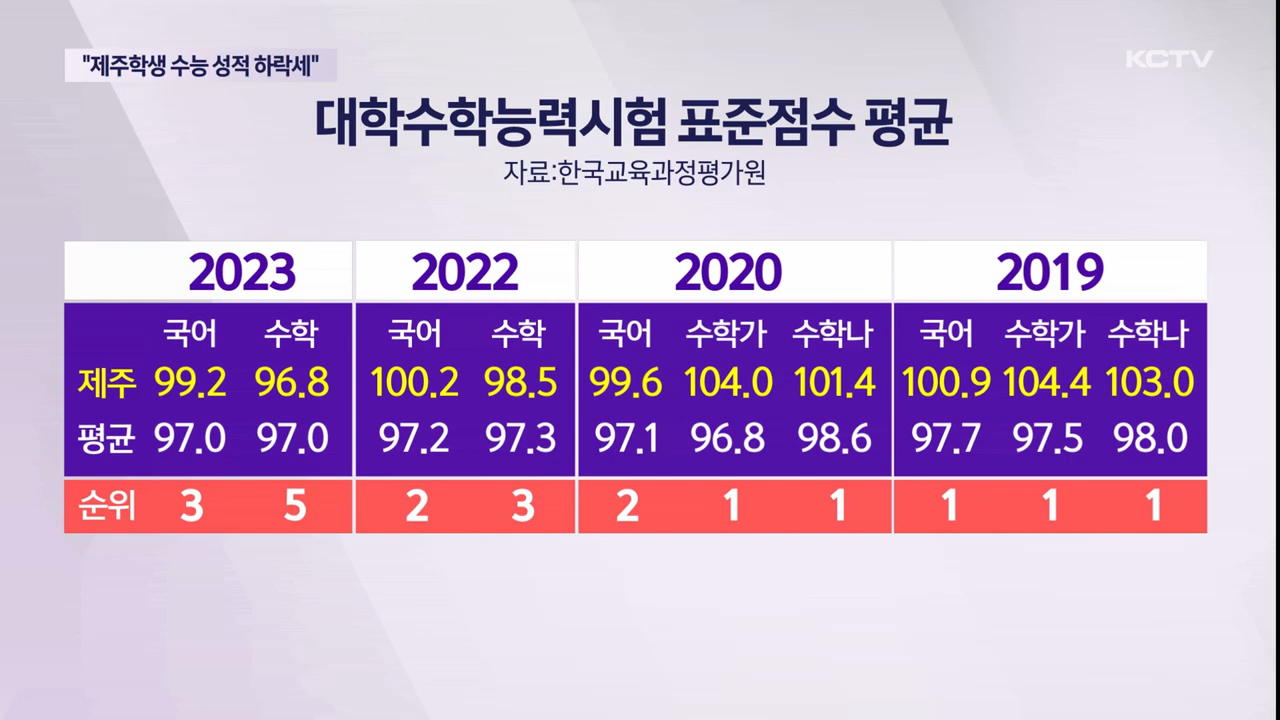 "제주학생 수능 성적 하락세"
KCTV
대학수학능력시험 표준점수 평균
자료:한국교육과정평가원
2023 2022 2020 2019
국어 수학 국어 수학 국어 수학가 수학나 국어 수학가 수학나
제주 99.2 96.8 100.2 98.5 99.6 104.0 101.4 100.9 104.4 103.0
평균 97.0 97.0 97.2 97.3 97.1 96.8 98.6 97.7 97.5 98.0
순위 3 5 2 3 2 1 1 1 1 1